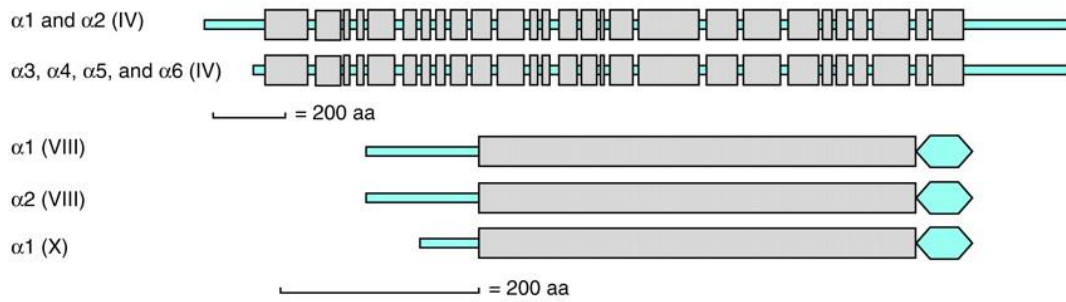 α1 and α2 (IV)
α3, α4, α5, and α6 (IV)
= 200 aa
α1 (VIII)
α2 (VIII)
α1 (X)
= 200 aa